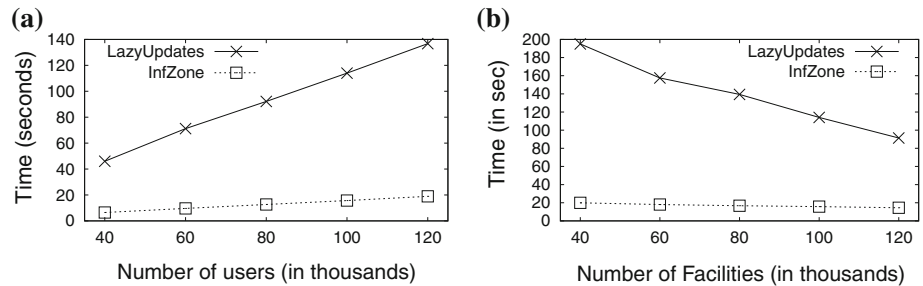 (a)
140
120
100
80
60
40
20
0
LazyUpdates
InfZone
Time (seconds)
40 60 80 100 120
Number of users (in thousands)
(b)
200
180
160
140
120
100
80
60
40
20
0
LazyUpdates
InfZone
Time (in sec)
40 60 80 100 120
Number of Facilities (in thousands)